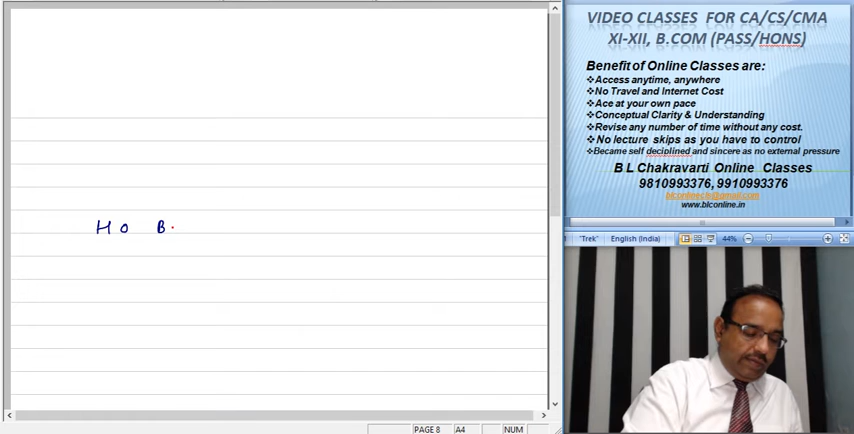 H O B
PAGE 8 A4 NUM
VIDEO CLASSES FOR CA/CS/CMA
XI-XII, B.COM (PASS/HONS)
Benefit of Online Classes are:
❖Access anytime, anywhere
❖No Travel and Internet Cost
❖Ace at your own pace
❖Conceptual Clarity & Understanding
❖Revise any number of time without any cost.
❖No lecture skips as you have to control
❖Became self deciplined and sincere as no external pressure
B L Chakravarti Online Classes
9810993376, 9910993376
blconlinecls@gmail.com
www.blconline.in
"Trek" English (India) 44%